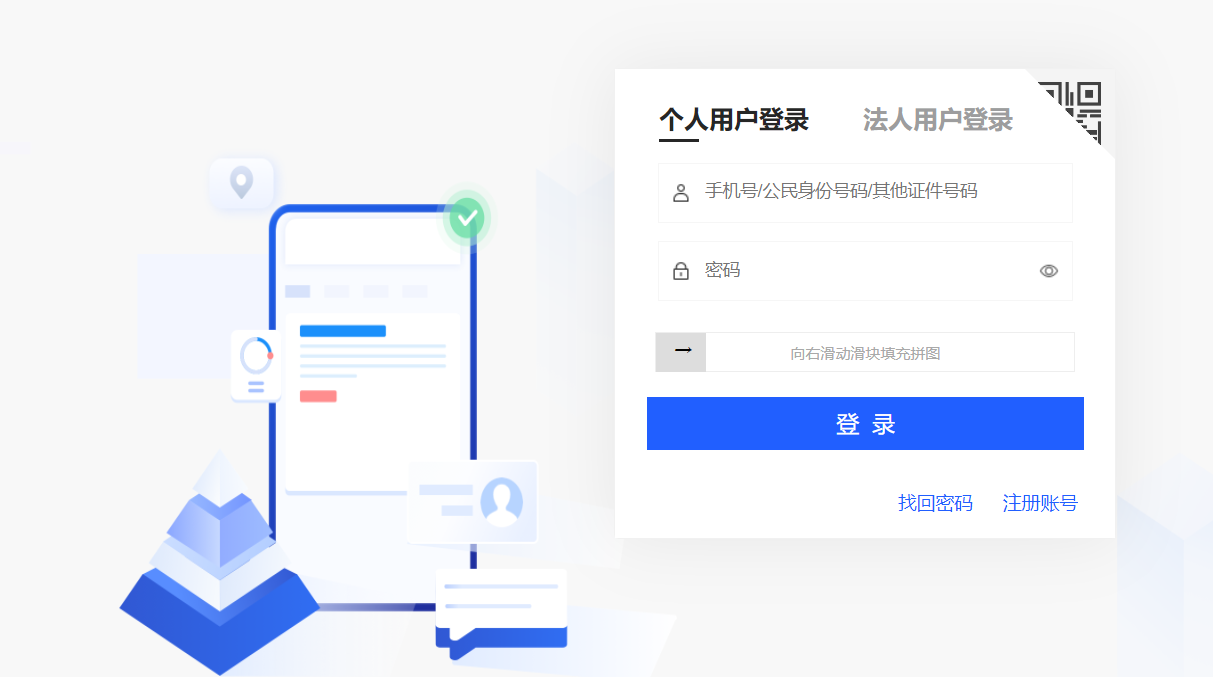 个人用户登录 法人用户登录
手机号/公民身份号码/其他证件号码
密码
向右滑动滑块填充拼图
登 录
找回密码 注册账号